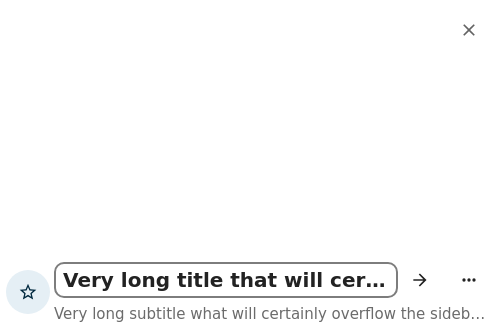 Very long title that will cer…
Very long subtitle what will certainly overflow the sideb…